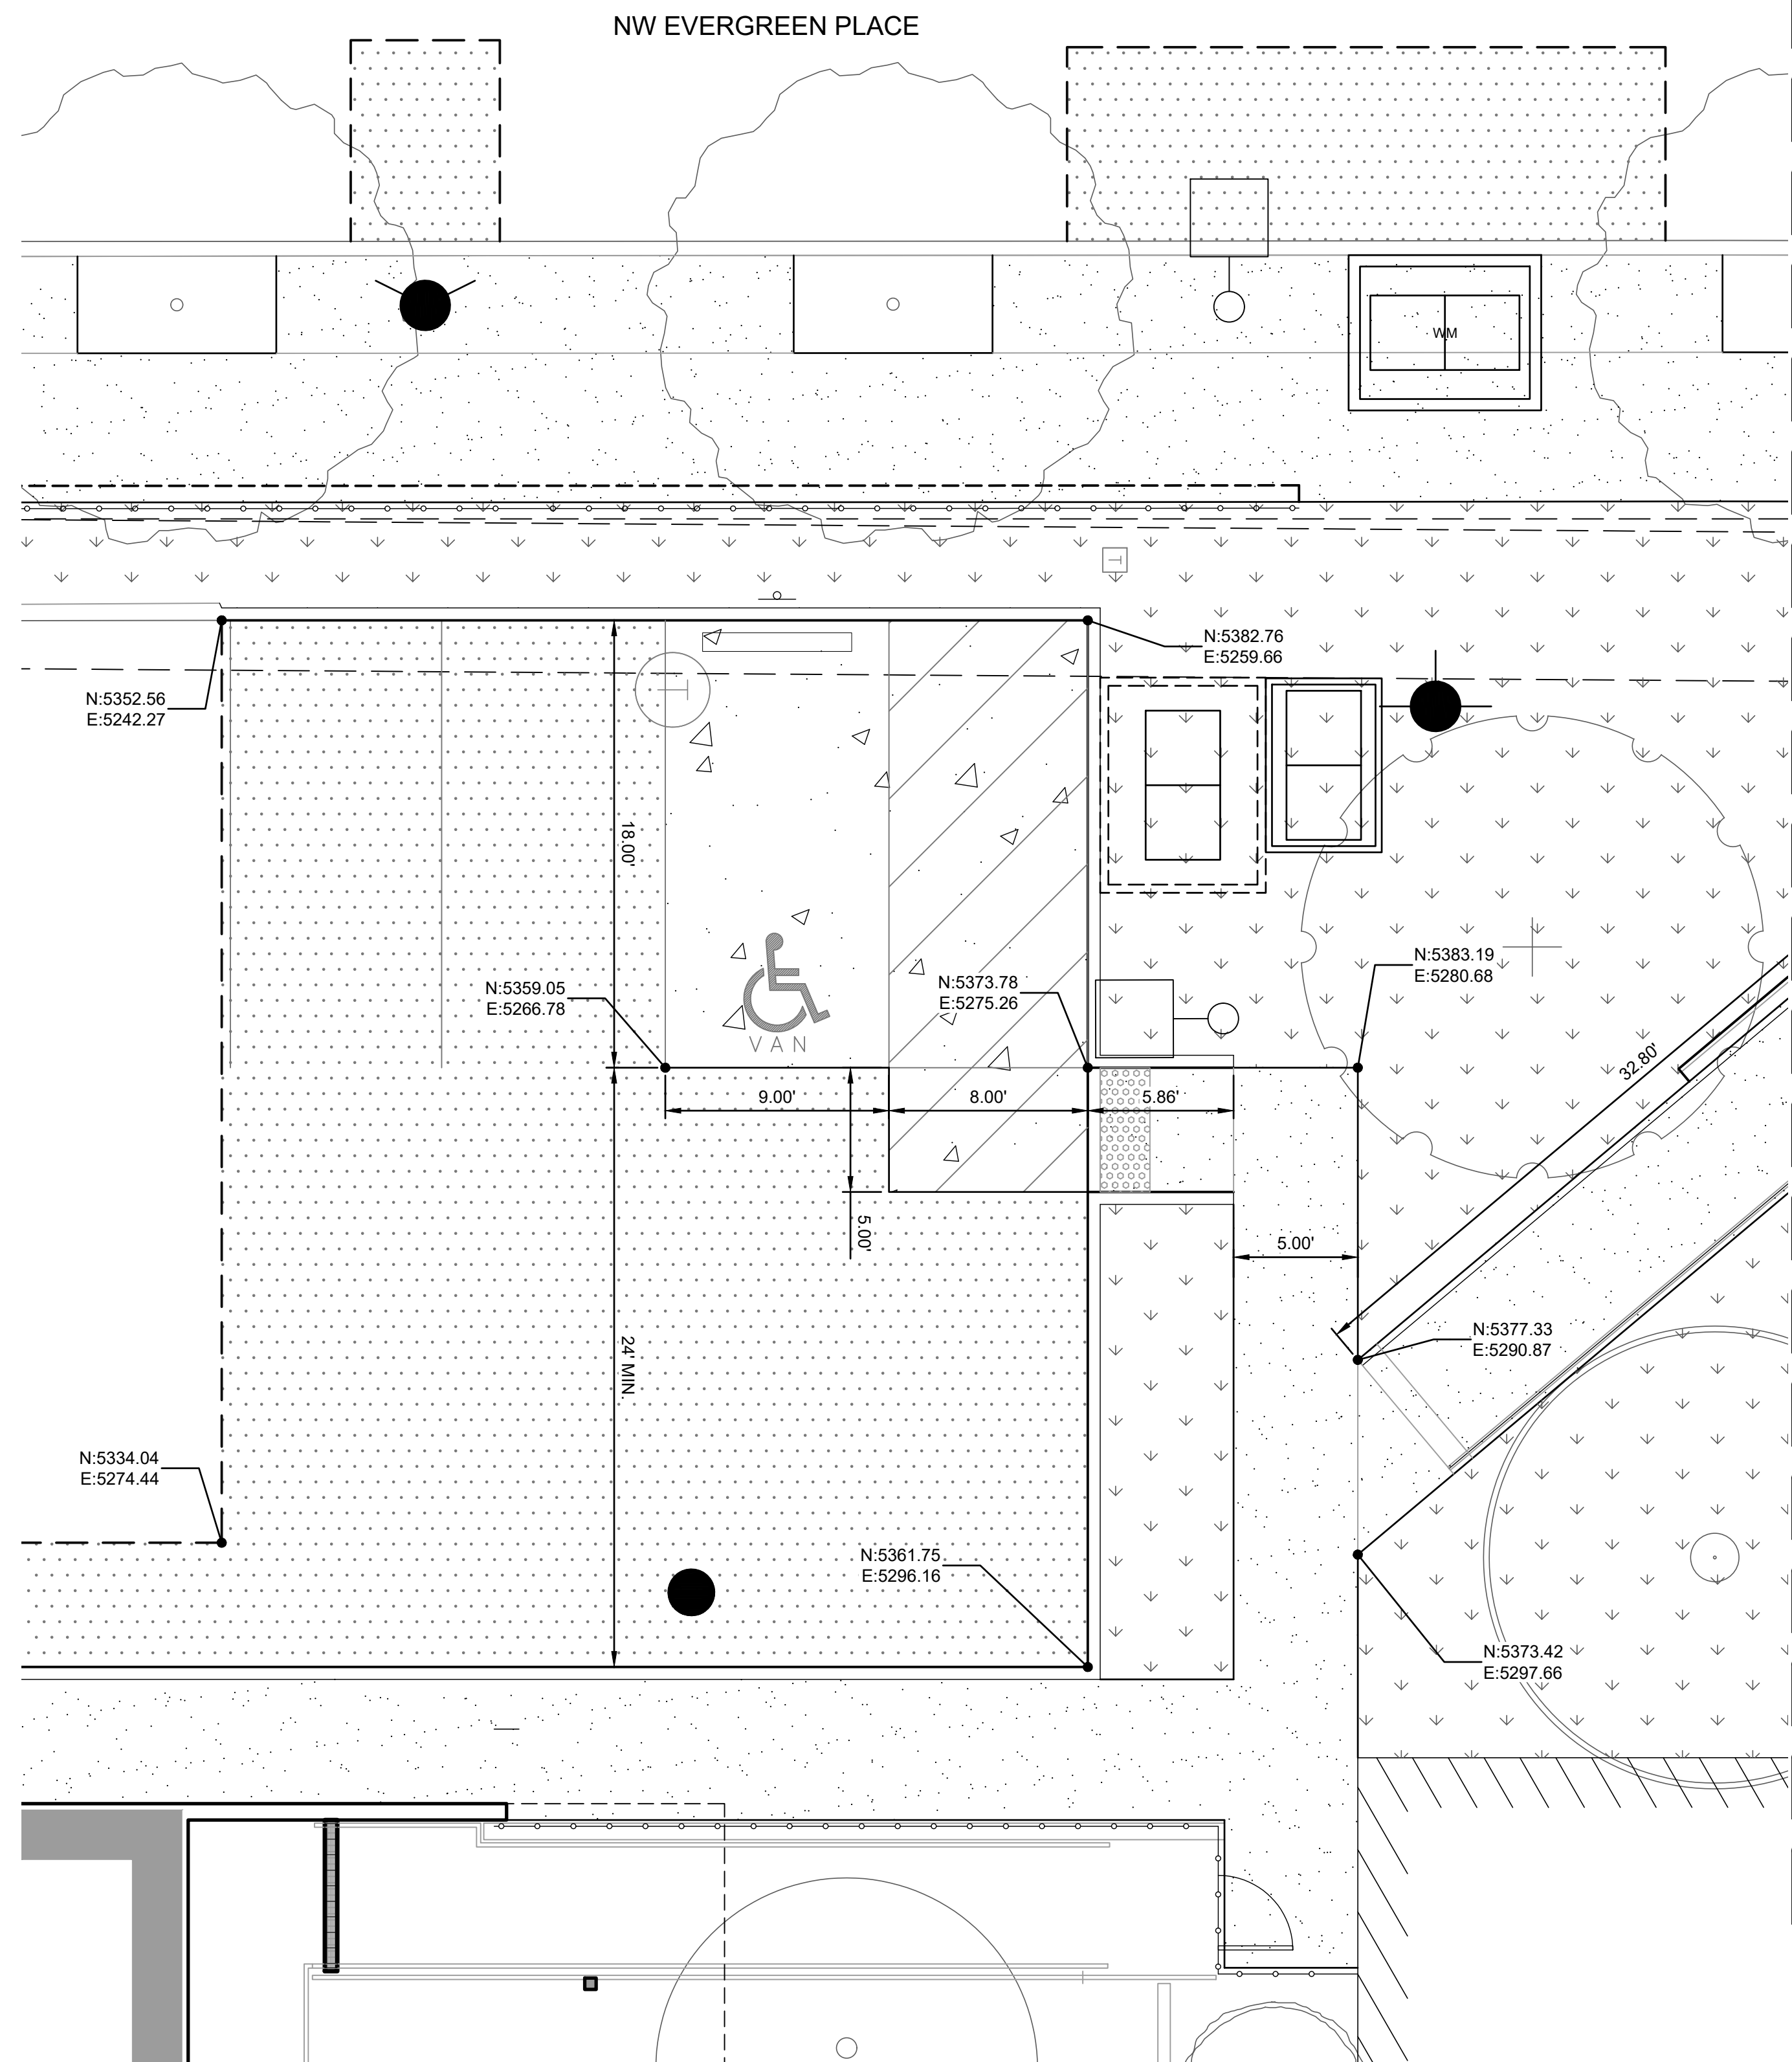 NW EVERGREEN PLACE
WM
N:5382.76
E:5259.66
N:5352.56
E:5242.27
18.00'
N:5383.19
E:5280.68
N:5373.78
E:5275.26
N:5359.05
E:5266.78
VAN
32.80'
9.00'
8.00'
5.86'
5.00'
5.00'
N:5377.33
E:5290.87
24' MIN.
N:5334.04
E:5274.44
N:5361.75
E:5296.16
N:5373.42
E:5297.66